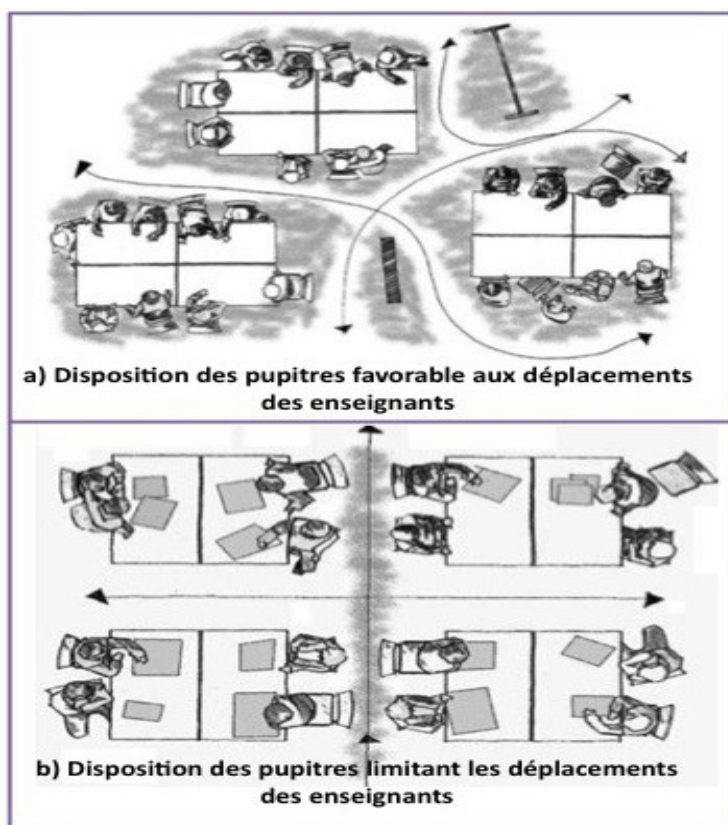 a) Disposition des pupitres favorable aux déplacements
des enseignants
b) Disposition des pupitres limitant les déplacements
des enseignants